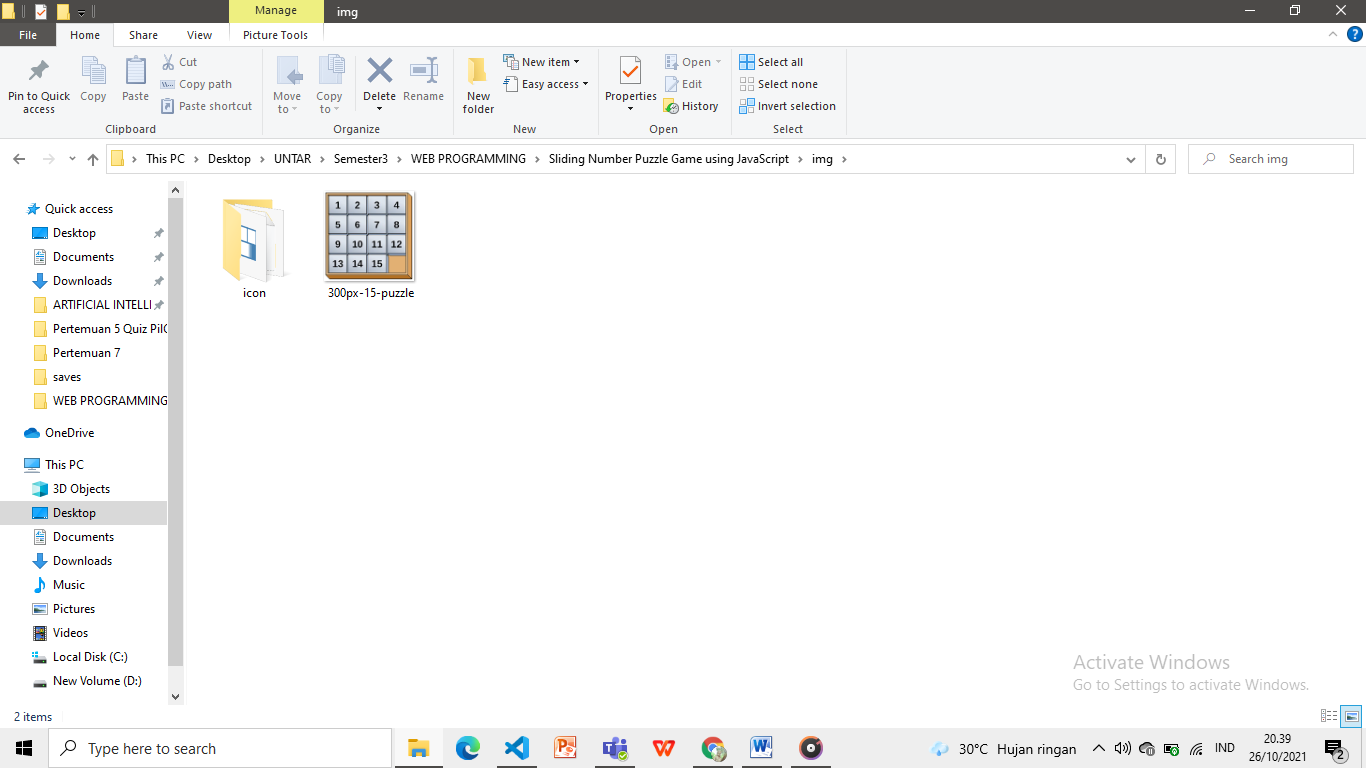 Manage
img
File
Home
Share
View
Picture Tools
Pin to Quick access
Copy
Paste
Cut
Copy path
Paste shortcut
Clipboard
Move to
Copy to
Delete
Rename
Organize
New folder
New item
Easy access
New
Properties
Open
Edit
History
Open
Select all
Select none
Invert selection
Select
This PC > Desktop > UNTAR > Semester3 > WEB PROGRAMMING > Sliding Number Puzzle Game using JavaScript > img >
Search img
Quick access
Desktop
Documents
Downloads
ARTIFICIAL INTELLI
Pertemuan 5 Quiz Pil
Pertemuan 7
saves
WEB PROGRAMMING
OneDrive
This PC
3D Objects
Desktop
Documents
Downloads
Music
Pictures
Videos
Local Disk (C:)
New Volume (D:)
1 2 3 4
5 6 7 8
9 10 11 12
13 14 15
icon
300px-15-puzzle
Activate Windows
Go to Settings to activate Windows.
2 items
Type here to search
30°C Hujan ringan
IND
20.39
26/10/2021
2